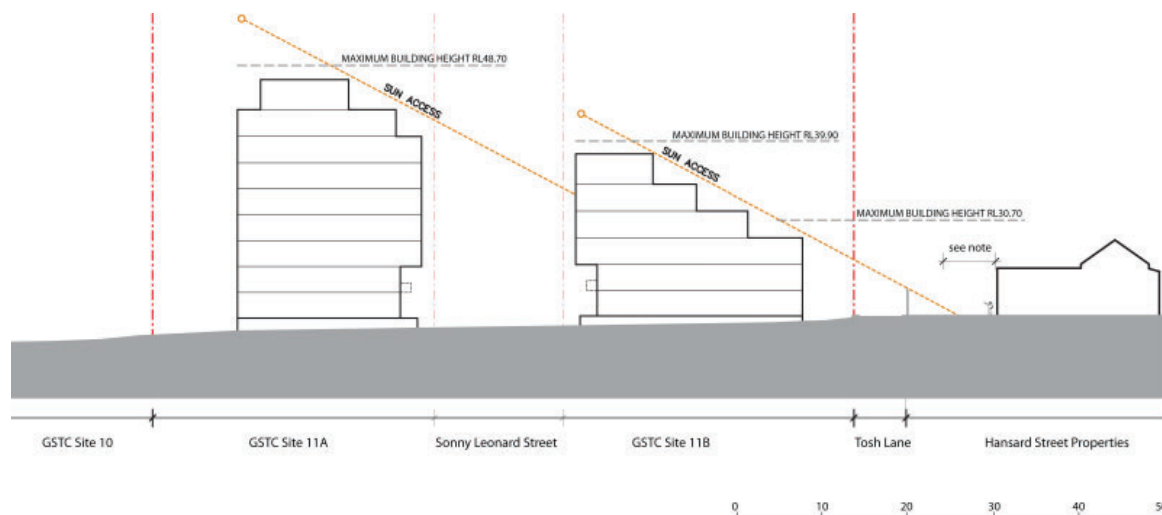 MAXIMUM BUILDING HEIGHT RL48.70
SUN ACCESS
MAXIMUM BUILDING HEIGHT RL39.90
SUN ACCESS
MAXIMUM BUILDING HEIGHT RL30.70
see note
GSTC Site 10
GSTC Site 11A
Sonny Leonard Street
GSTC Site 11B
Tosh Lane
Hansard Street Properties
0 10 20 30 40